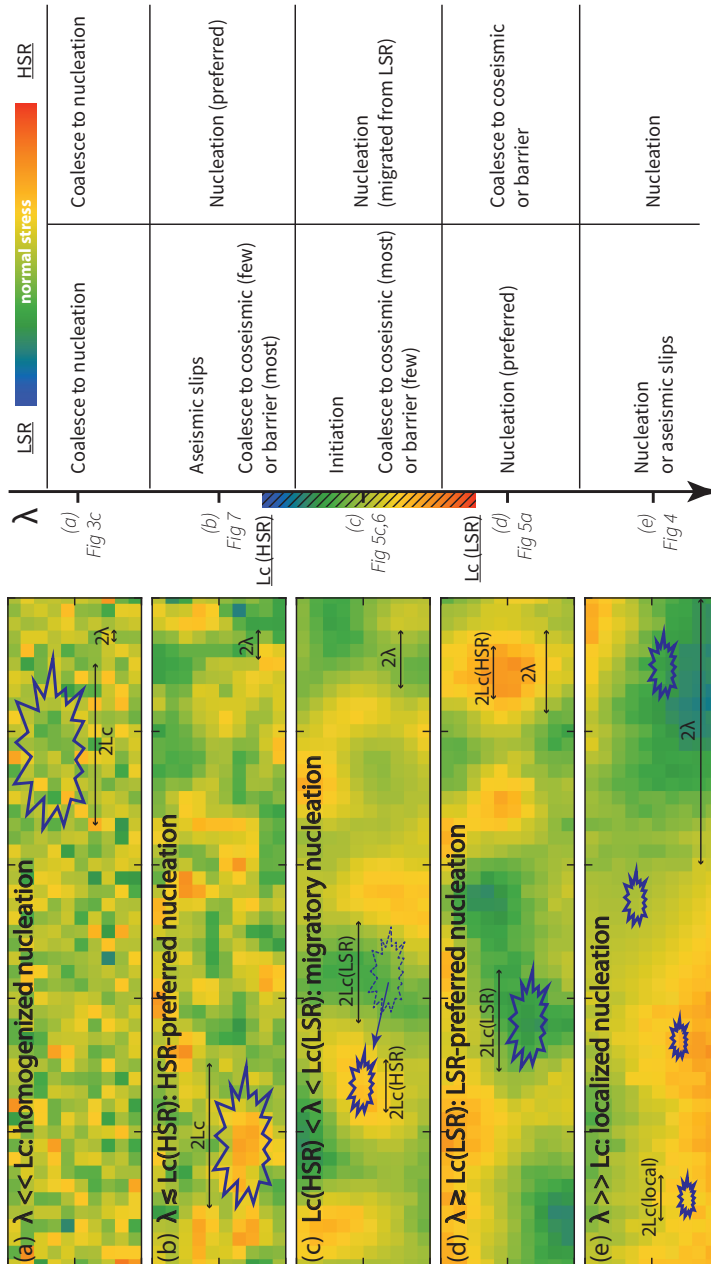 (a) λ << Lc: homogenized nucleation
2Lc
2λ
(b) λ ≲ Lc(HSR): HSR-preferred nucleation
2Lc
2λ
(c) Lc(HSR) < λ < Lc(LSR): migratory nucleation
2Lc(LSR)
2Lc(HSR)
2λ
(d) λ ≳ Lc(LSR): LSR-preferred nucleation
2Lc(LSR)
2Lc(HSR)
2λ
(e) λ >> Lc: localized nucleation
2Lc(local)
2λ
λ
LSR
normal stress
HSR
(a)
Fig 3c
Coalesce to nucleation
Coalesce to nucleation
(b)
Fig 7
Aseismic slips
Coalesce to coseismic (few)
or barrier (most)
Nucleation (preferred)
Lc (HSR)
(c)
Fig 5c,6
Initiation
Coalesce to coseismic (most)
or barrier (few)
Nucleation
(migrated from LSR)
Lc (LSR)
(d)
Fig 5a
Nucleation (preferred)
Coalesce to coseismic
or barrier
(e)
Fig 4
Nucleation
or aseismic slips
Nucleation